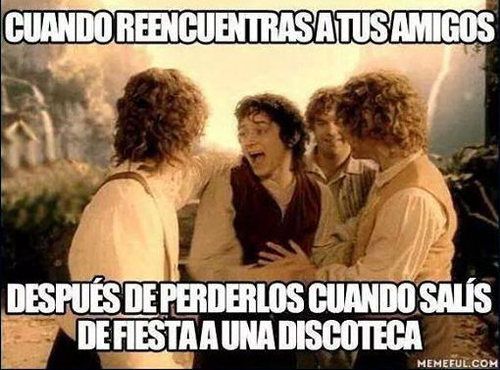 CUANDO REENCUENTRAS A TUS AMIGOS
DESPUÉS DE PERDERLOS CUANDO SALÍS
DE FIESTA A UNA DISCOTECA
MEMEFUL.COM